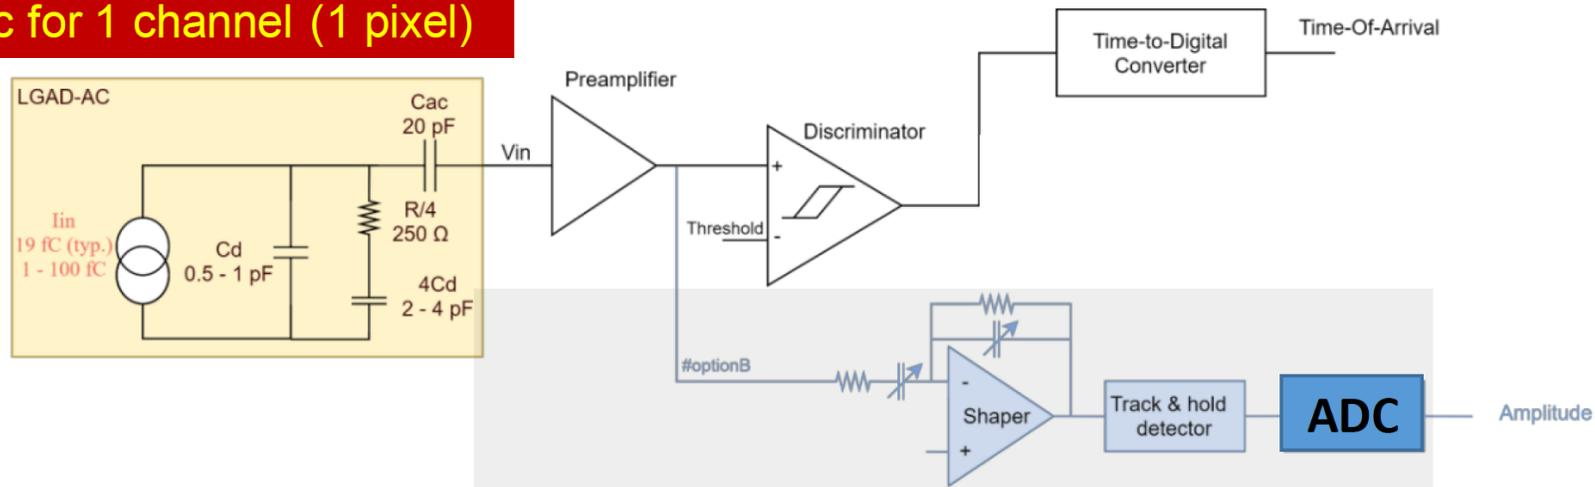 c for 1 channel (1 pixel)
LGAD-AC
Cac
20 pF
Iin
19 fC (typ.)
1 - 100 fC
Cd
0.5 - 1 pF
R/4
250 Ω
4Cd
2 - 4 pF
Vin
Preamplifier
Discriminator
+
Threshold
-
Time-to-Digital
Converter
Time-Of-Arrival
#optionB
-
Shaper
+
Track & hold
detector
ADC
Amplitude